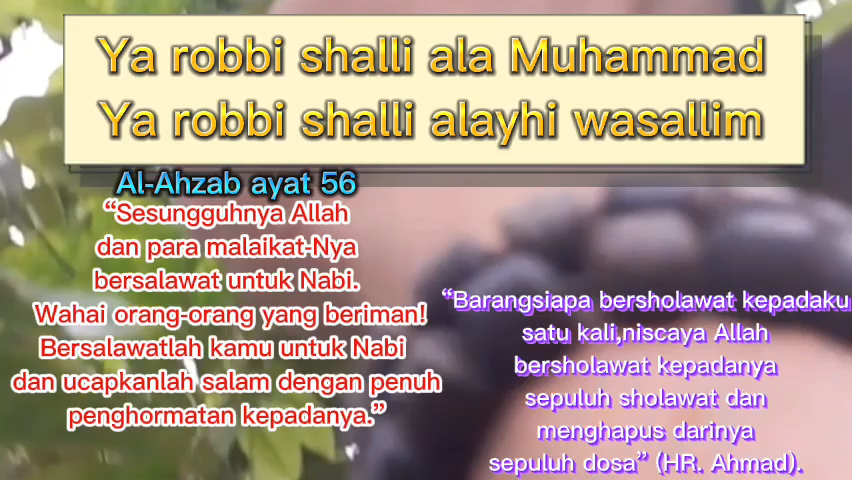 Ya robbi shalli ala Muhammad
Ya robbi shalli alayhi wasallim
Al-Ahzab ayat 56
“Sesungguhnya Allah
dan para malaikat-Nya
bersalawat untuk Nabi.
Wahai orang-orang yang beriman!
Bersalawatlah kamu untuk Nabi
dan ucapkanlah salam dengan penuh
penghormatan kepadanya.”
“Barangsiapa bersholawat kepadaku
satu kali,niscaya Allah
bersholawat kepadanya
sepuluh sholawat dan
menghapus darinya
sepuluh dosa” (HR. Ahmad).